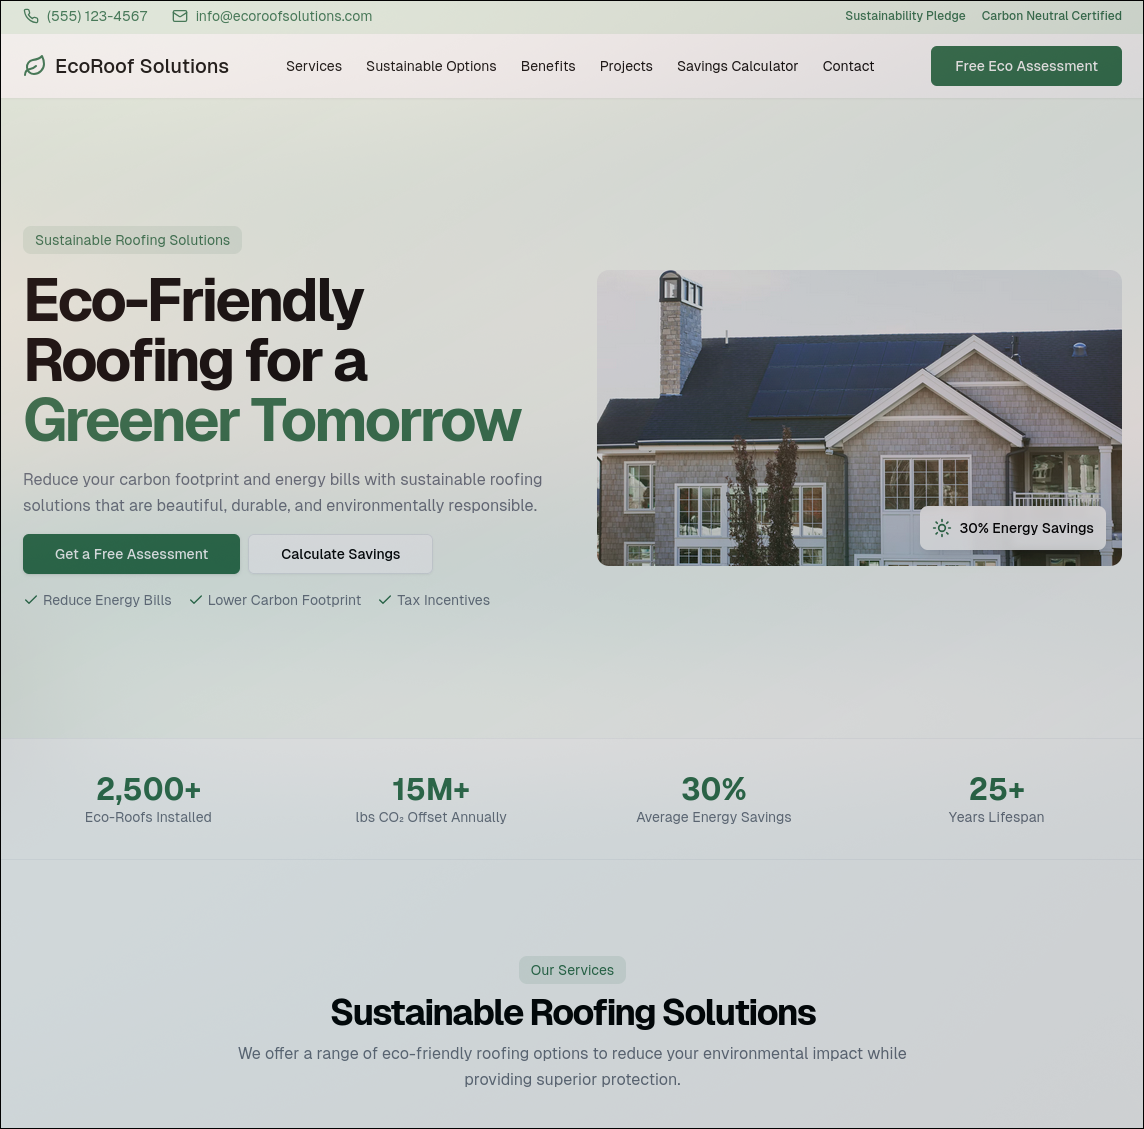 (555) 123-4567
info@ecoroofsolutions.com
Sustainability Pledge
Carbon Neutral Certified
EcoRoof Solutions
Services
Sustainable Options
Benefits
Projects
Savings Calculator
Contact
Free Eco Assessment
Sustainable Roofing Solutions
Eco-Friendly
Roofing for a
Greener Tomorrow
Reduce your carbon footprint and energy bills with sustainable roofing
solutions that are beautiful, durable, and environmentally responsible.
Get a Free Assessment
Calculate Savings
Reduce Energy Bills
Lower Carbon Footprint
Tax Incentives
30% Energy Savings
2,500+
Eco-Roofs Installed
15M+
lbs CO₂ Offset Annually
30%
Average Energy Savings
25+
Years Lifespan
Our Services
Sustainable Roofing Solutions
We offer a range of eco-friendly roofing options to reduce your environmental impact while
providing superior protection.